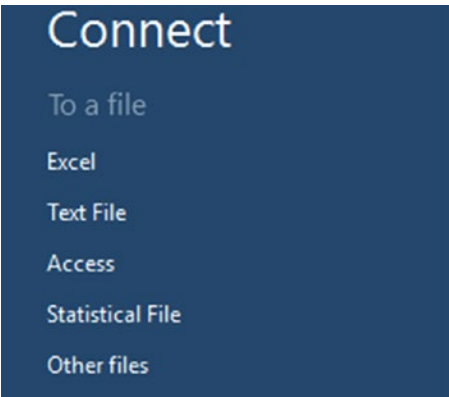 Connect
To a file
Excel
Text File
Access
Statistical File
Other files